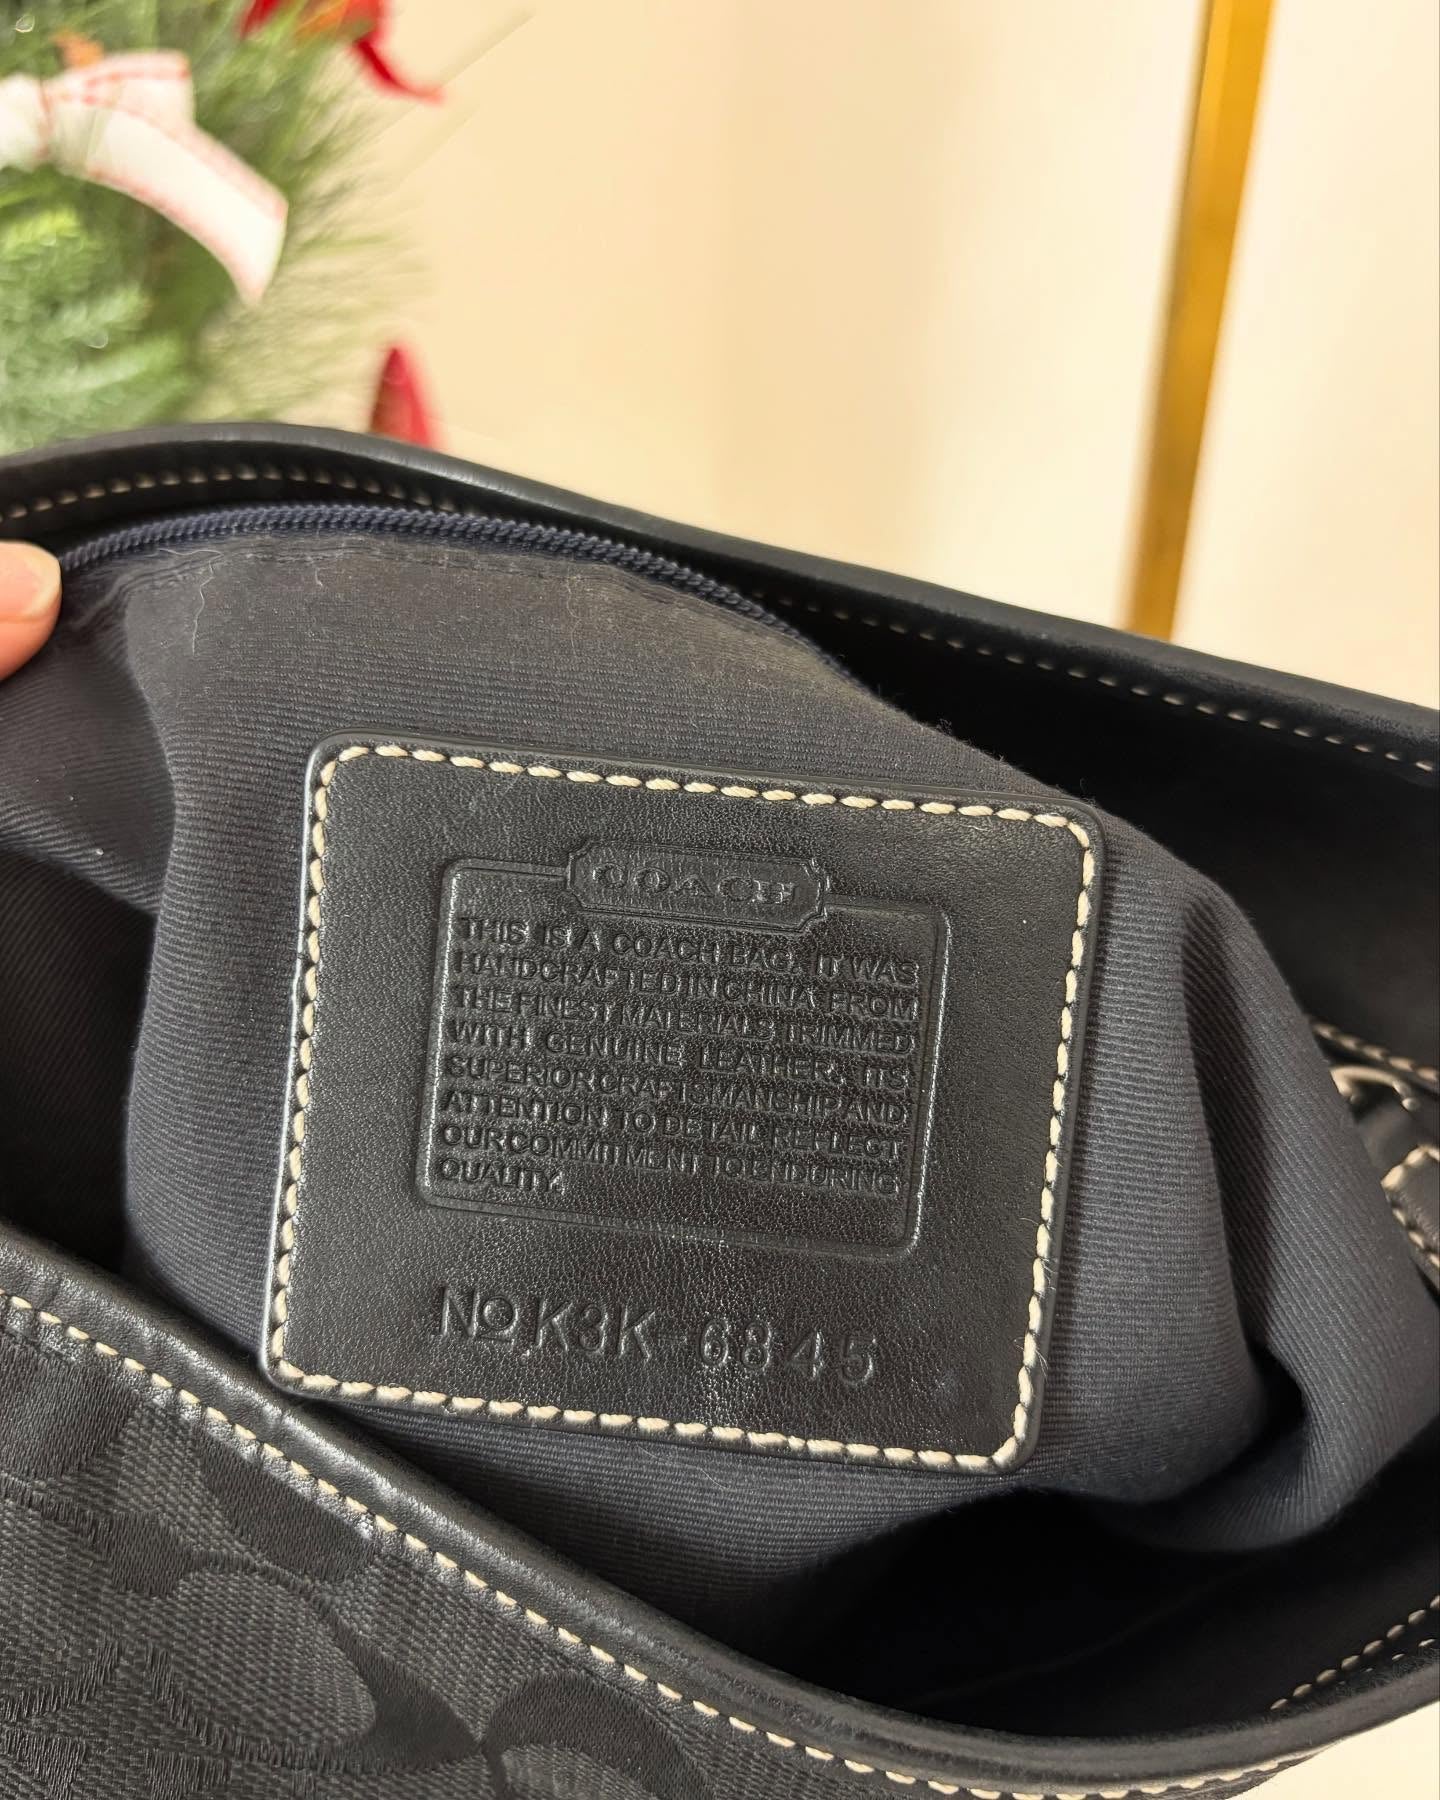 COACH
THIS IS A COACH BAG. IT WAS
HANDCRAFTED IN CHINA FROM
THE FINEST MATERIALS TRIMMED
WITH GENUINE LEATHER. ITS
SUPERIOR CRAFTSMANSHIP AND
ATTENTION TO DETAIL REFLECT
OUR COMMITMENT TO ENDURING
QUALITY.
No K3K-6845